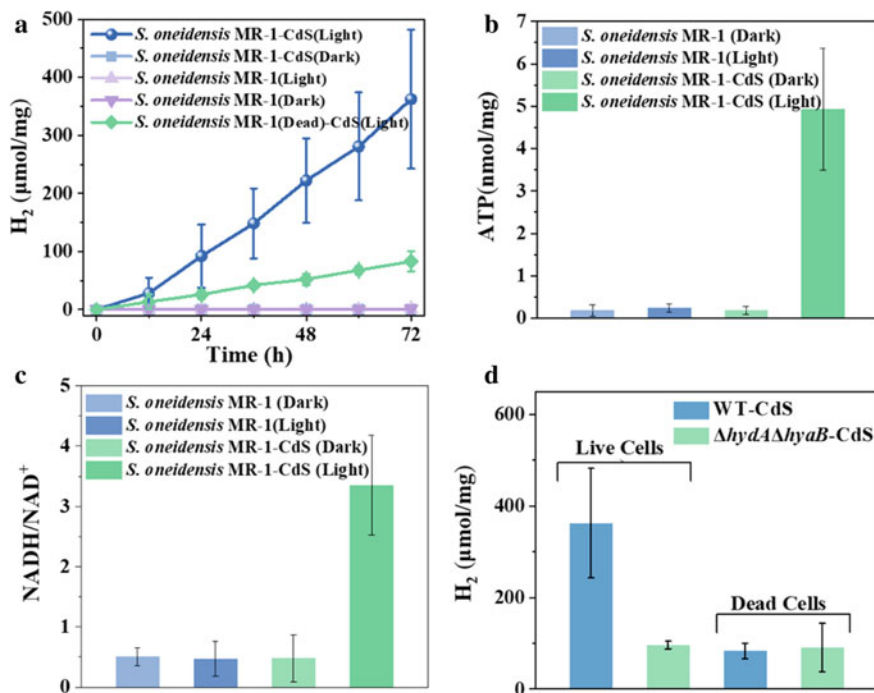 a
S. oneidensis MR-1-CdS(Light)
S. oneidensis MR-1-CdS(Dark)
S. oneidensis MR-1(Light)
S. oneidensis MR-1(Dark)
S. oneidensis MR-1(Dead)-CdS(Light)
500
400
300
200
100
0
H₂ (μmol/mg)
0 24 48 72
Time (h)
b
S. oneidensis MR-1 (Dark)
S. oneidensis MR-1(Light)
S. oneidensis MR-1-CdS (Dark)
S. oneidensis MR-1-CdS (Light)
7
6
5
4
3
2
1
0
ATP(nmol/mg)
c
S. oneidensis MR-1 (Dark)
S. oneidensis MR-1(Light)
S. oneidensis MR-1-CdS (Dark)
S. oneidensis MR-1-CdS (Light)
5
4
3
2
1
0
NADH/NAD⁺
d
WT-CdS
ΔhydAΔhyaB-CdS
Live Cells
Dead Cells
600
400
200
0
H₂ (μmol/mg)